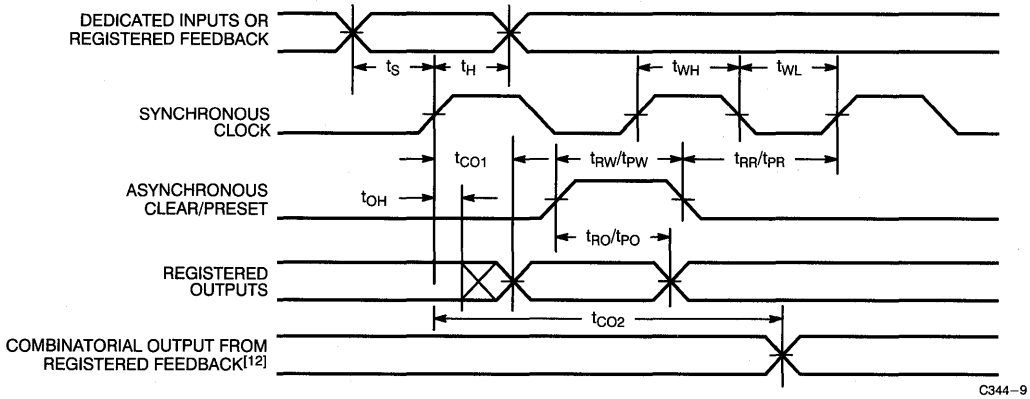 DEDICATED INPUTS OR
REGISTERED FEEDBACK
tS
tH
tWH
tWL
SYNCHRONOUS
CLOCK
tCO1
tRW/tPW
tRR/tPR
ASYNCHRONOUS
CLEAR/PRESET
tOH
tRO/tPO
REGISTERED
OUTPUTS
tCO2
COMBINATORIAL OUTPUT FROM
REGISTERED FEEDBACK[12]
C344–9